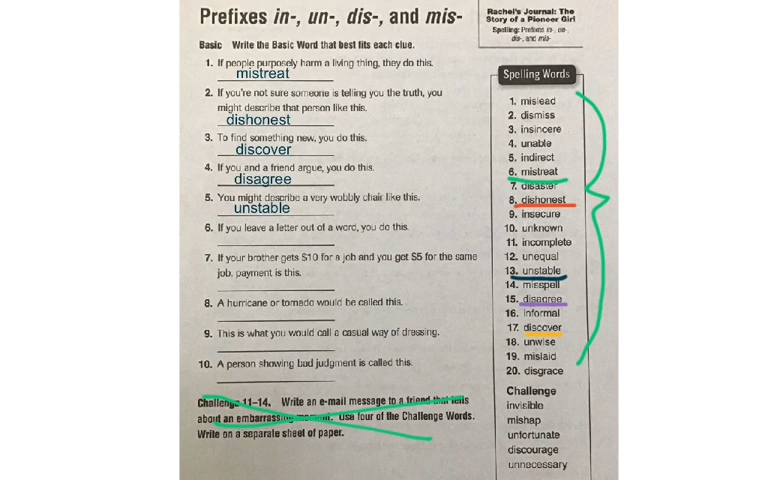 Prefixes in-, un-, dis-, and mis-
Rachel's Journal: The
Story of a Pioneer Girl
Spelling: Prefixes in-, un-,
dis-, and mis-
Basic Write the Basic Word that best fits each clue.
1. If people purposely harm a living thing, they do this.
mistreat
2. If you're not sure someone is telling you the truth, you
might describe that person like this.
dishonest
3. To find something new, you do this.
discover
4. If you and a friend argue, you do this.
disagree
5. You might describe a very wobbly chair like this.
unstable
6. If you leave a letter out of a word, you do this.
7. If your brother gets $10 for a job and you get $5 for the same
job, payment is this.
8. A hurricane or tornado would be called this.
9. This is what you would call a casual way of dressing.
10. A person showing bad judgment is called this.
Challenge 11–14. Write an e-mail message to a friend that tells
about an embarrassing moment. Use four of the Challenge Words.
Write on a separate sheet of paper.
Spelling Words
1. mislead
2. dismiss
3. insincere
4. unable
5. indirect
6. mistreat
7. disaster
8. dishonest
9. insecure
10. unknown
11. incomplete
12. unequal
13. unstable
14. misspell
15. disagree
16. informal
17. discover
18. unwise
19. mislaid
20. disgrace
Challenge
invisible
mishap
unfortunate
discourage
unnecessary